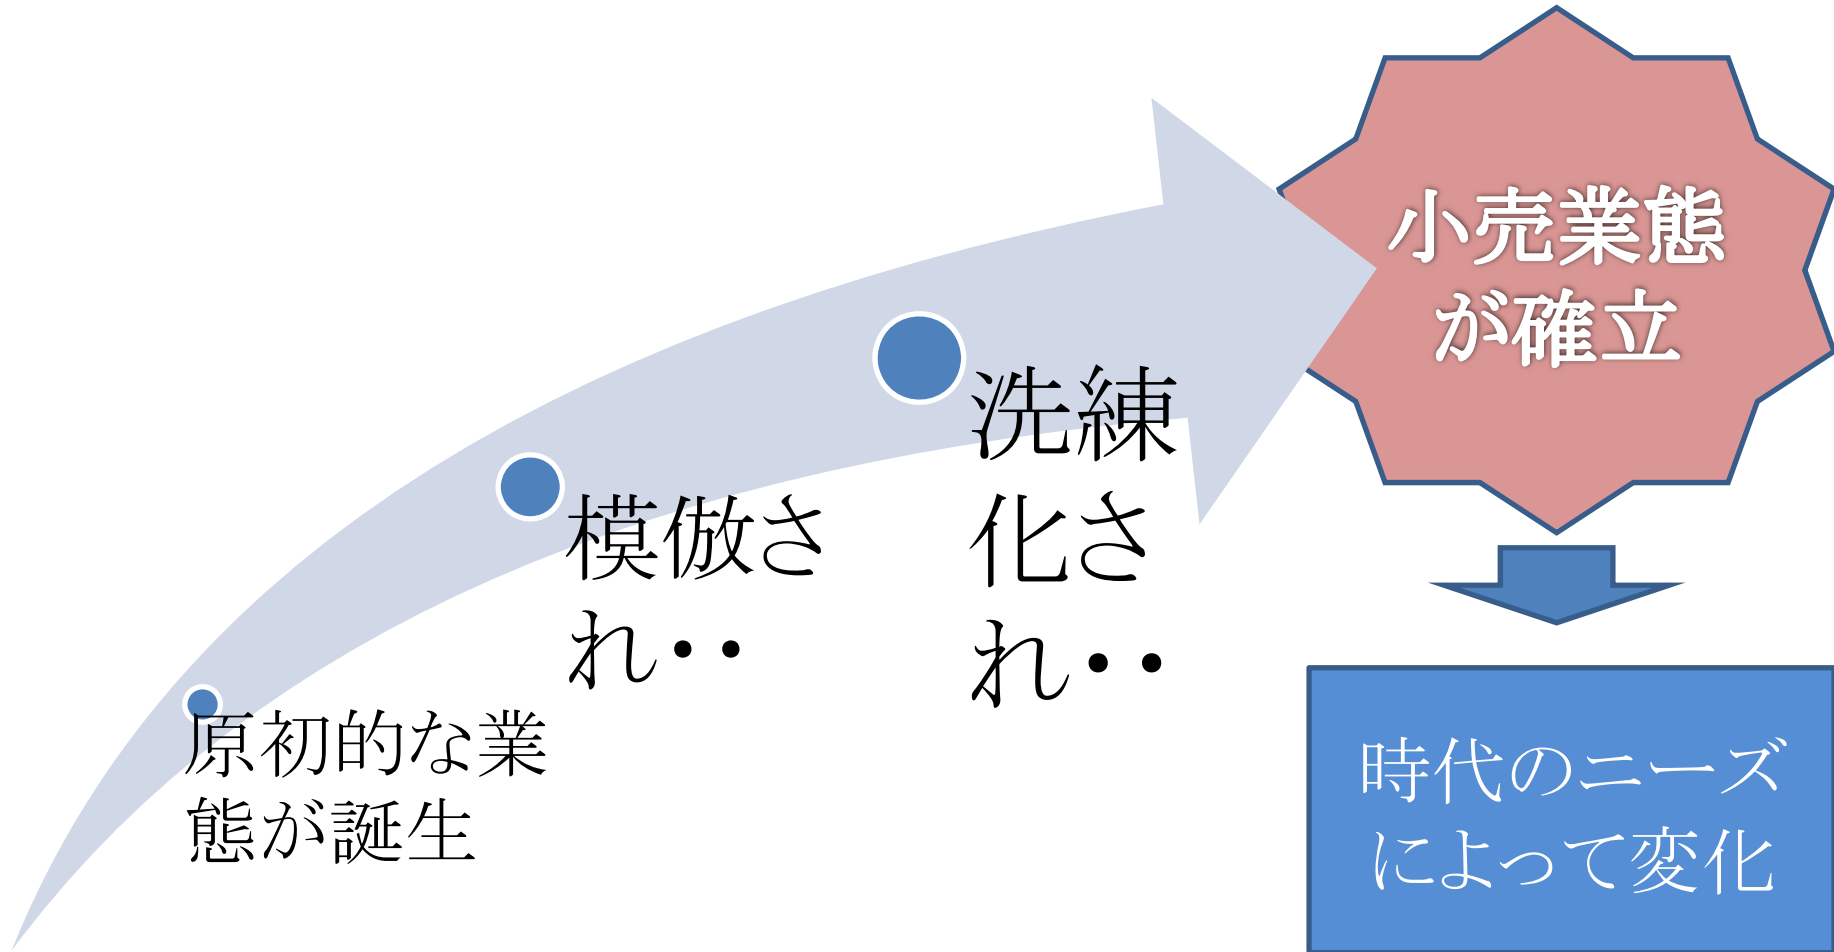 原初的な業
態が誕生
模倣さ
れ・・
洗練
化さ
れ・・
小売業態
が確立
時代のニーズ
によって変化